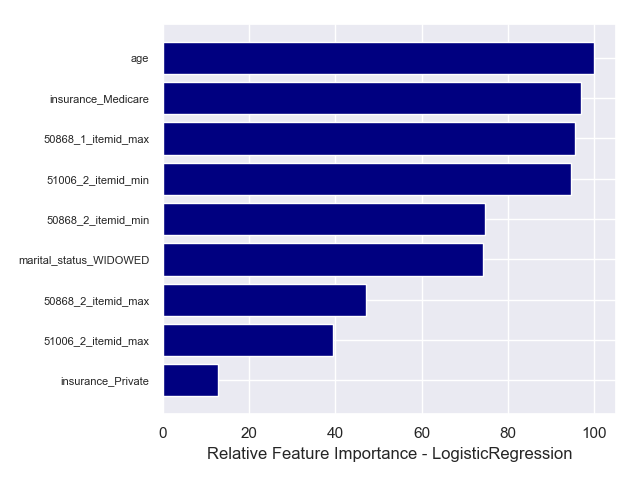 age
insurance_Medicare
50868_1_itemid_max
51006_2_itemid_min
50868_2_itemid_min
marital_status_WIDOWED
50868_2_itemid_max
51006_2_itemid_max
insurance_Private
0 20 40 60 80 100
Relative Feature Importance - LogisticRegression